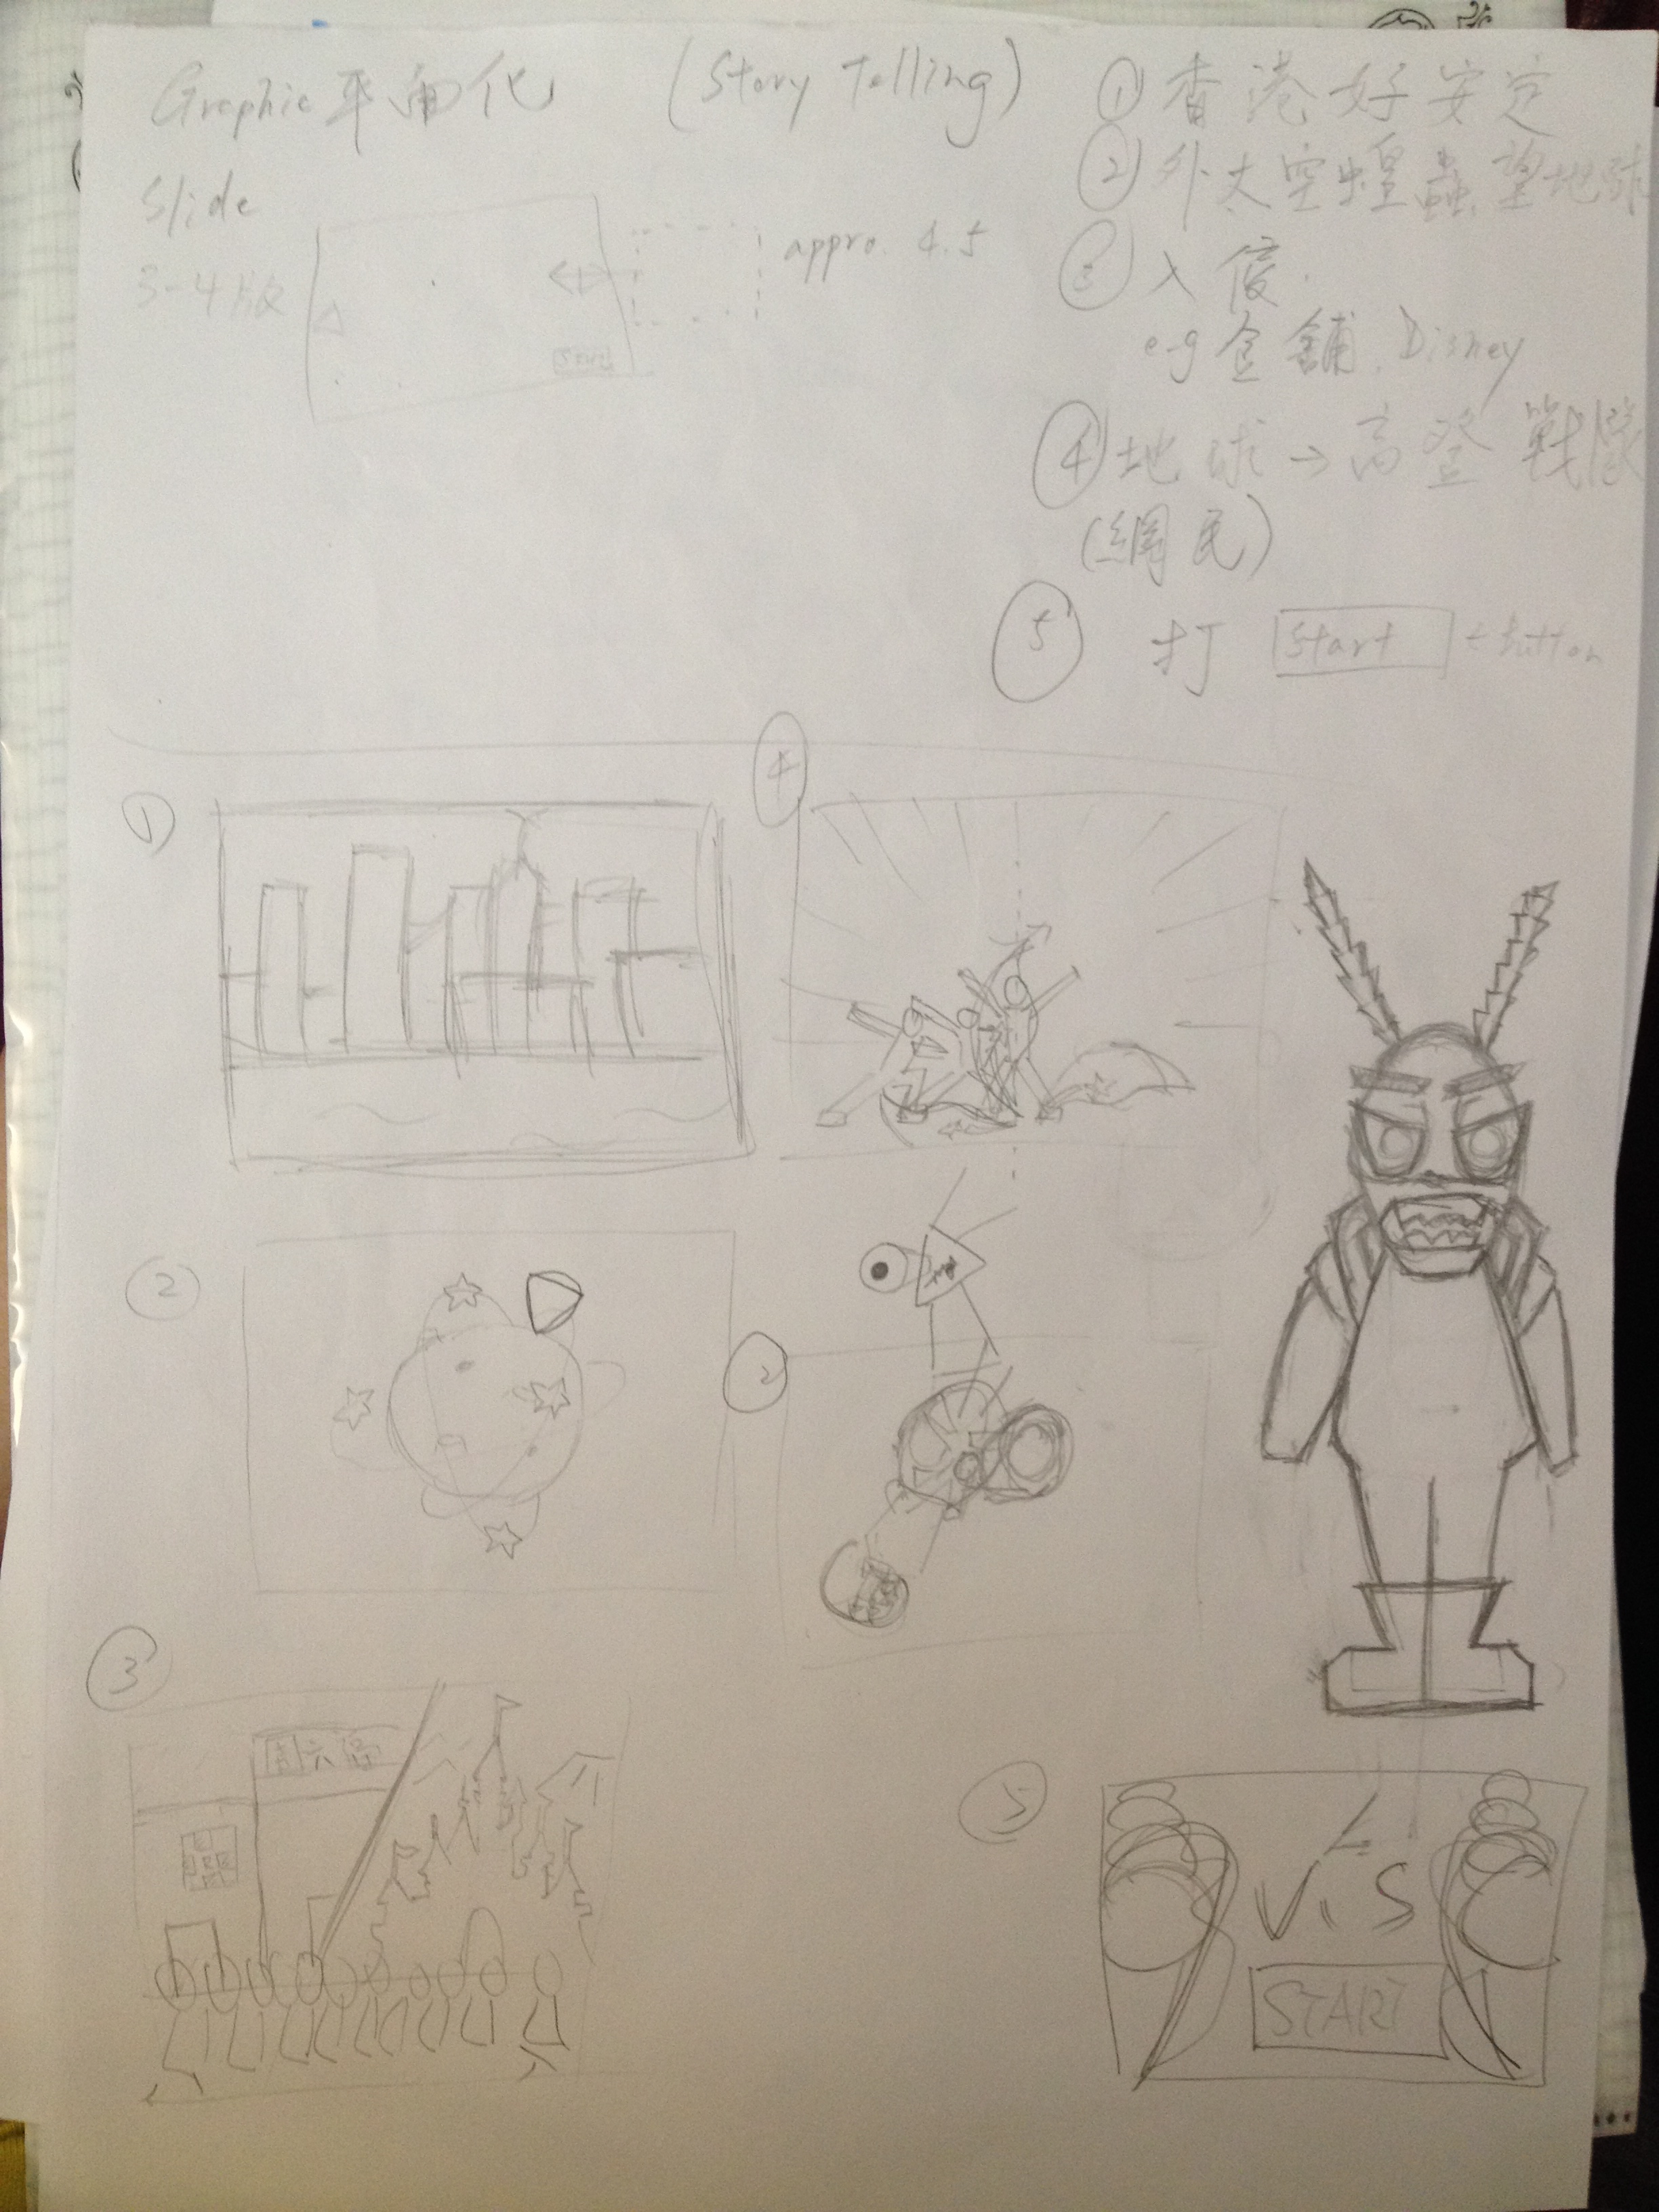 Graphic 平面化
(Story Telling)
Slide
3-4 版
appro. 4.5
Start
① 香港好安定
② 外太空蝗蟲望地球
③ 入侵.
e.g 金舖. Disney
④ 地球 → 高登戰隊
(網民)
⑤ 打 Start ← button
①
④
②
②
③
周六福
⑤
V.S
START